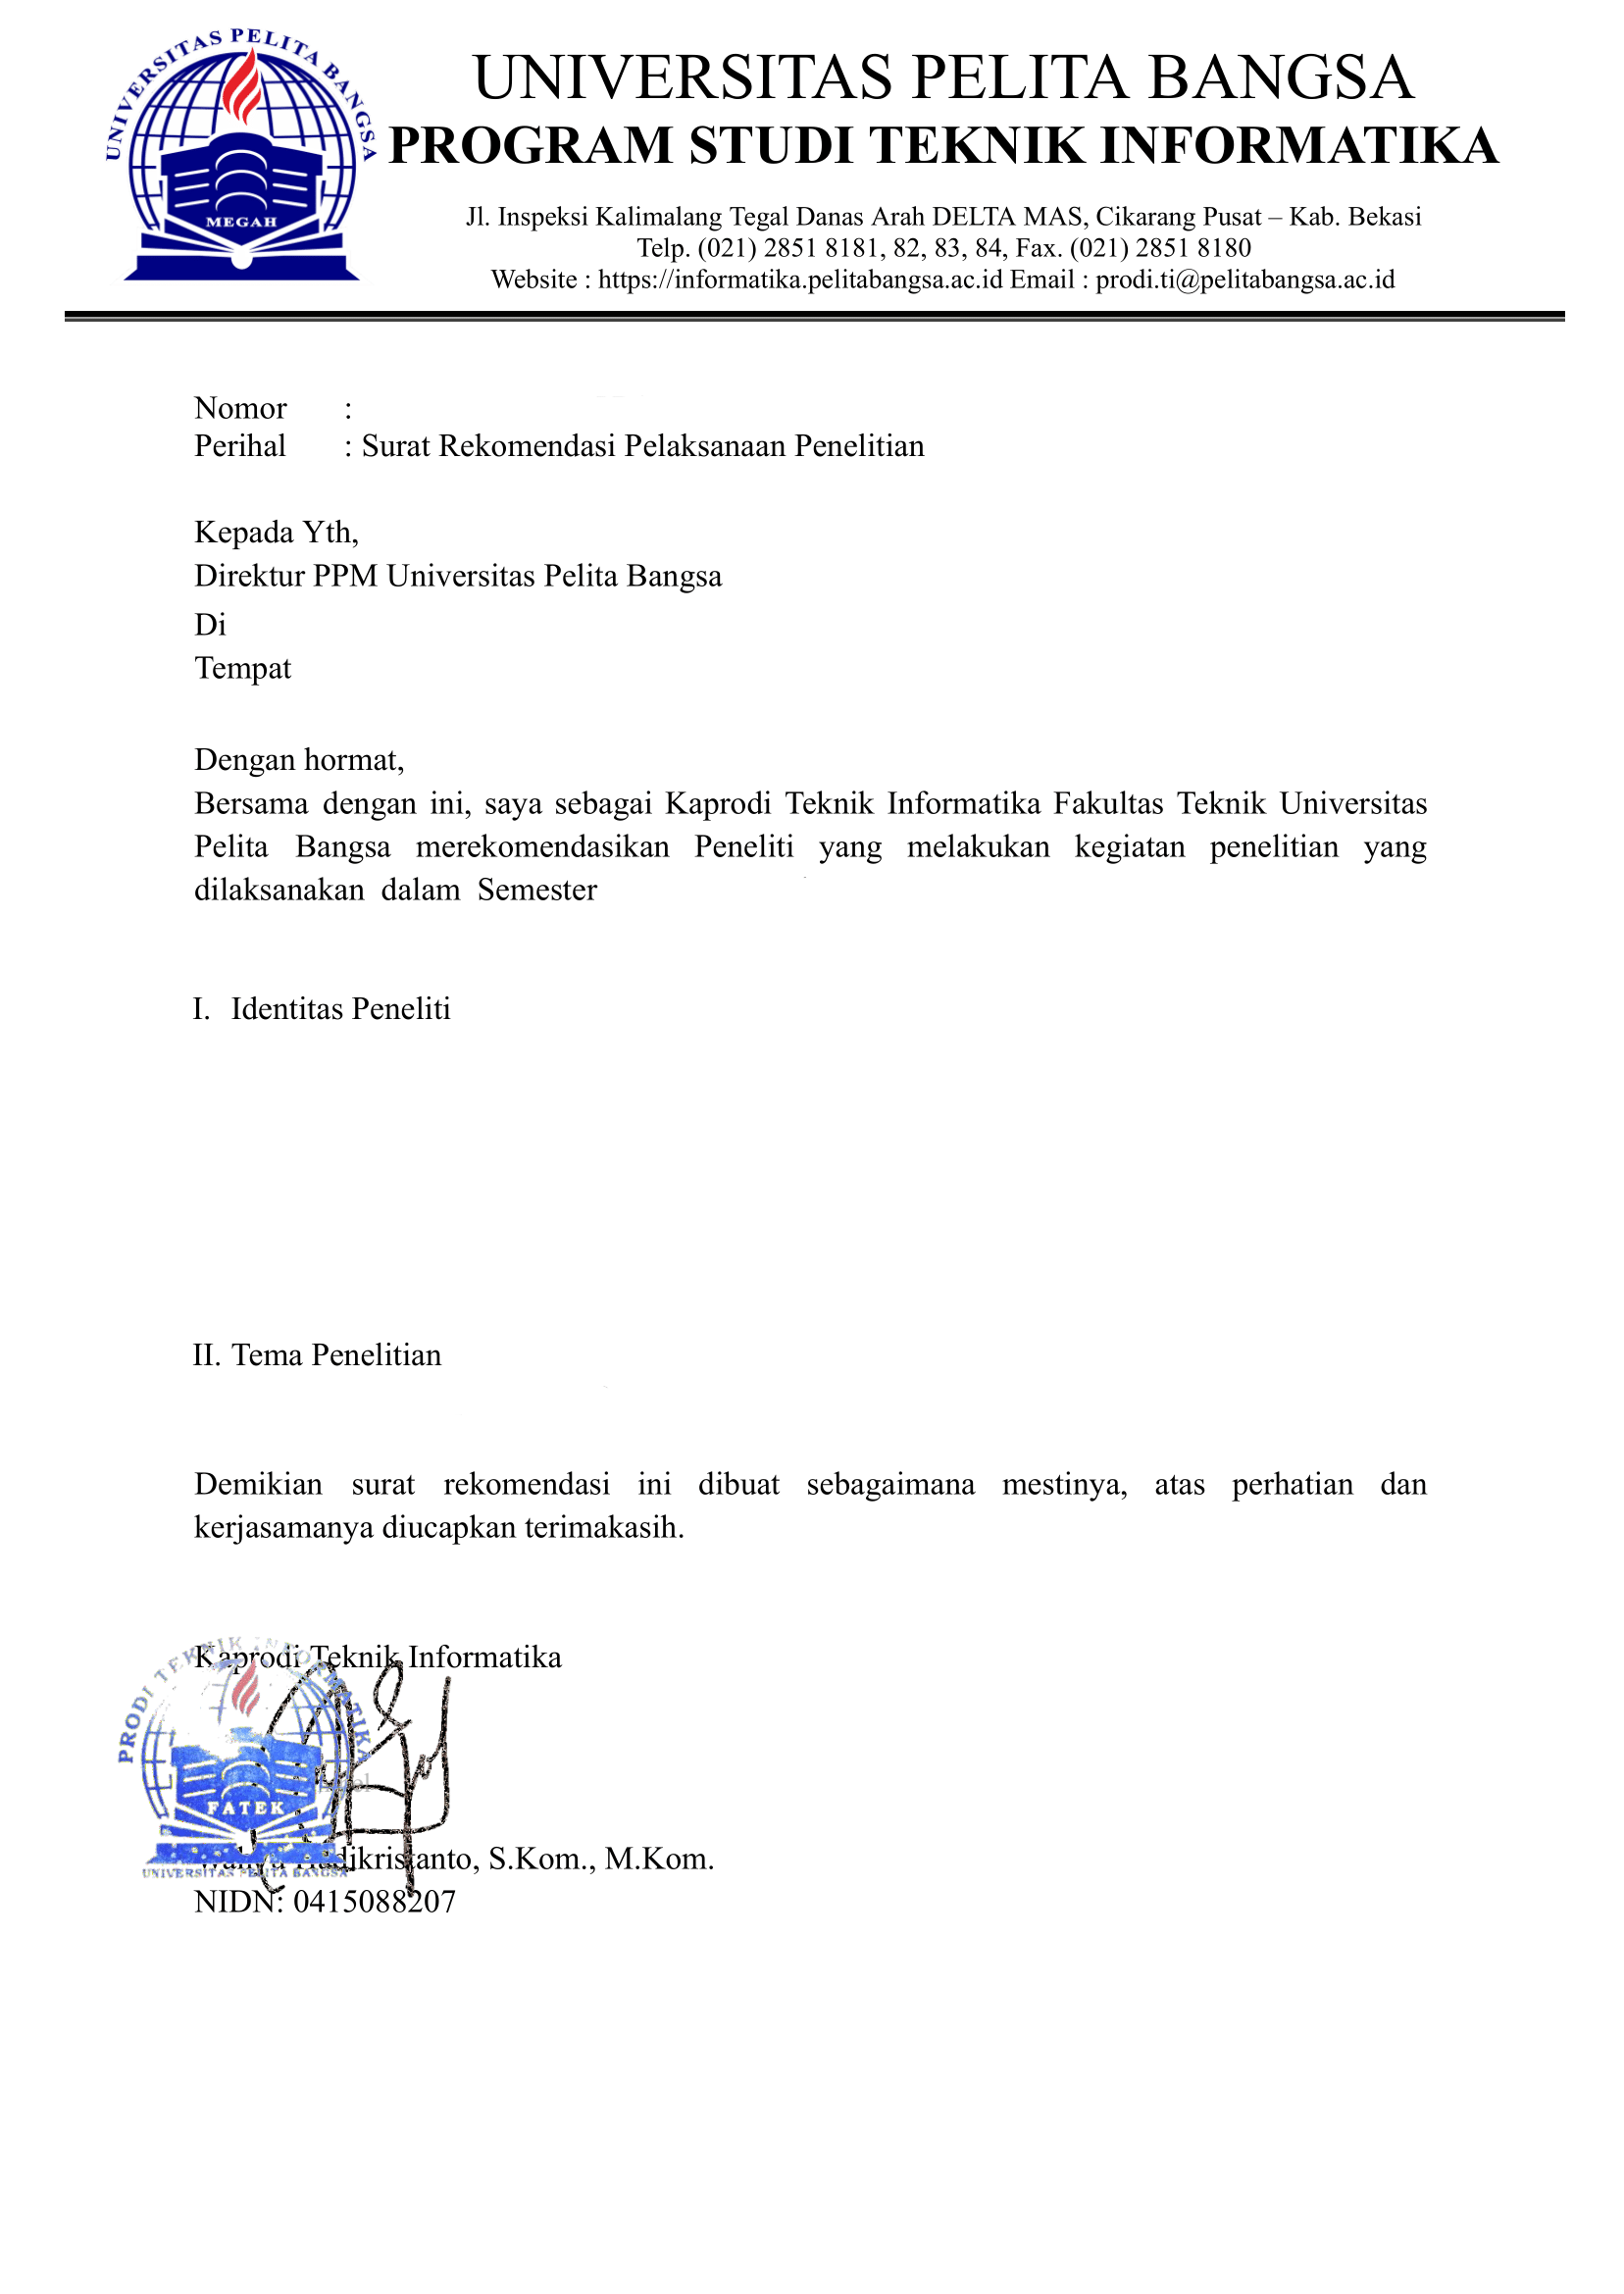 UNIVERSITAS PELITA BANGSA
MEGAH
UNIVERSITAS PELITA BANGSA
PROGRAM STUDI TEKNIK INFORMATIKA
Jl. Inspeksi Kalimalang Tegal Danas Arah DELTA MAS, Cikarang Pusat – Kab. Bekasi
Telp. (021) 2851 8181, 82, 83, 84, Fax. (021) 2851 8180
Website : https://informatika.pelitabangsa.ac.id Email : prodi.ti@pelitabangsa.ac.id
Nomor :
Perihal : Surat Rekomendasi Pelaksanaan Penelitian
Kepada Yth,
Direktur PPM Universitas Pelita Bangsa
Di
Tempat
Dengan hormat,
Bersama dengan ini, saya sebagai Kaprodi Teknik Informatika Fakultas Teknik Universitas
Pelita Bangsa merekomendasikan Peneliti yang melakukan kegiatan penelitian yang
dilaksanakan dalam Semester
I. Identitas Peneliti
II. Tema Penelitian
Demikian surat rekomendasi ini dibuat sebagaimana mestinya, atas perhatian dan
kerjasamanya diucapkan terimakasih.
Kaprodi Teknik Informatika
PRODI TEKNIK INFORMATIKA
FATEK
UNIVERSITAS PELITA BANGSA
Wahyu Hadikristanto, S.Kom., M.Kom.
NIDN: 0415088207